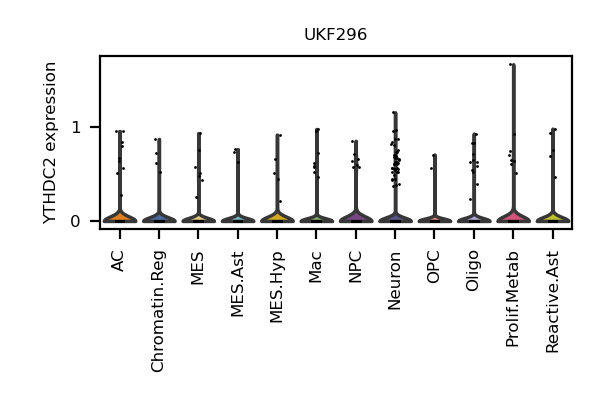 UKF296
YTHDC2 expression
1
0
AC
Chromatin.Reg
MES
MES.Ast
MES.Hyp
Mac
NPC
Neuron
OPC
Oligo
Prolif.Metab
Reactive.Ast